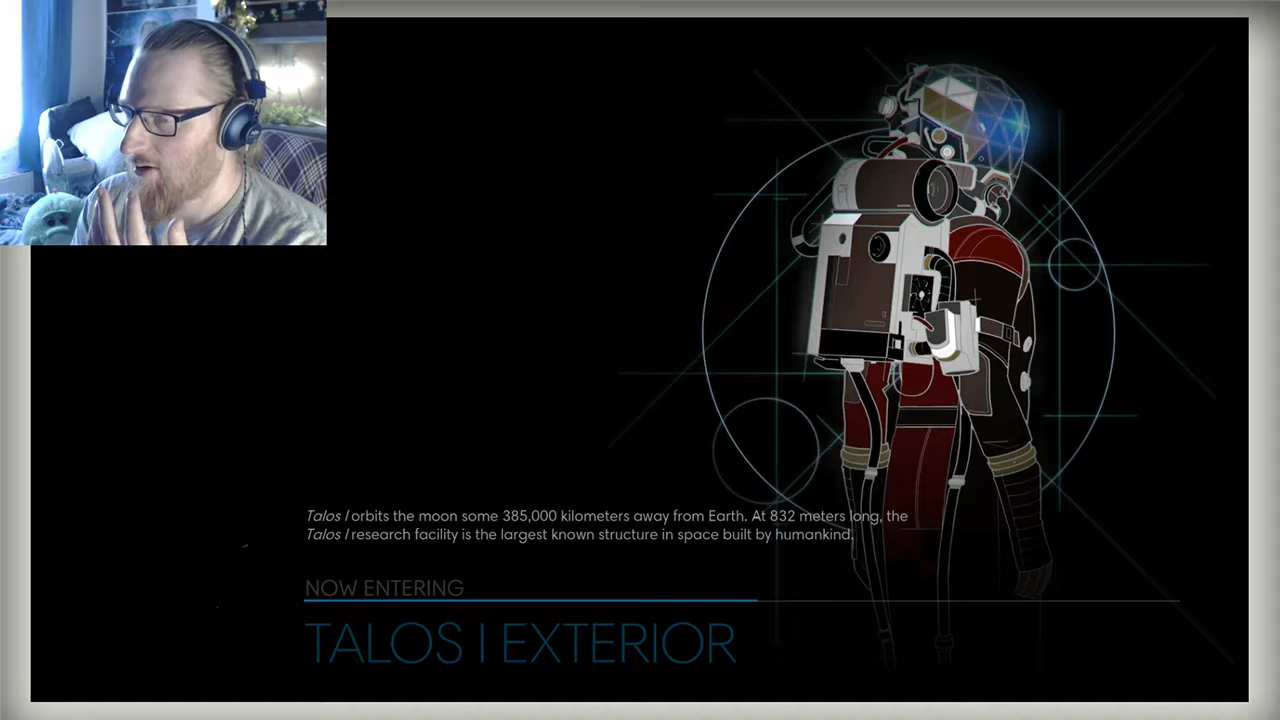 Talos I orbits the moon some 385,000 kilometers away from Earth. At 832 meters long, the
Talos I research facility is the largest known structure in space built by humankind.
NOW ENTERING
TALOS I EXTERIOR